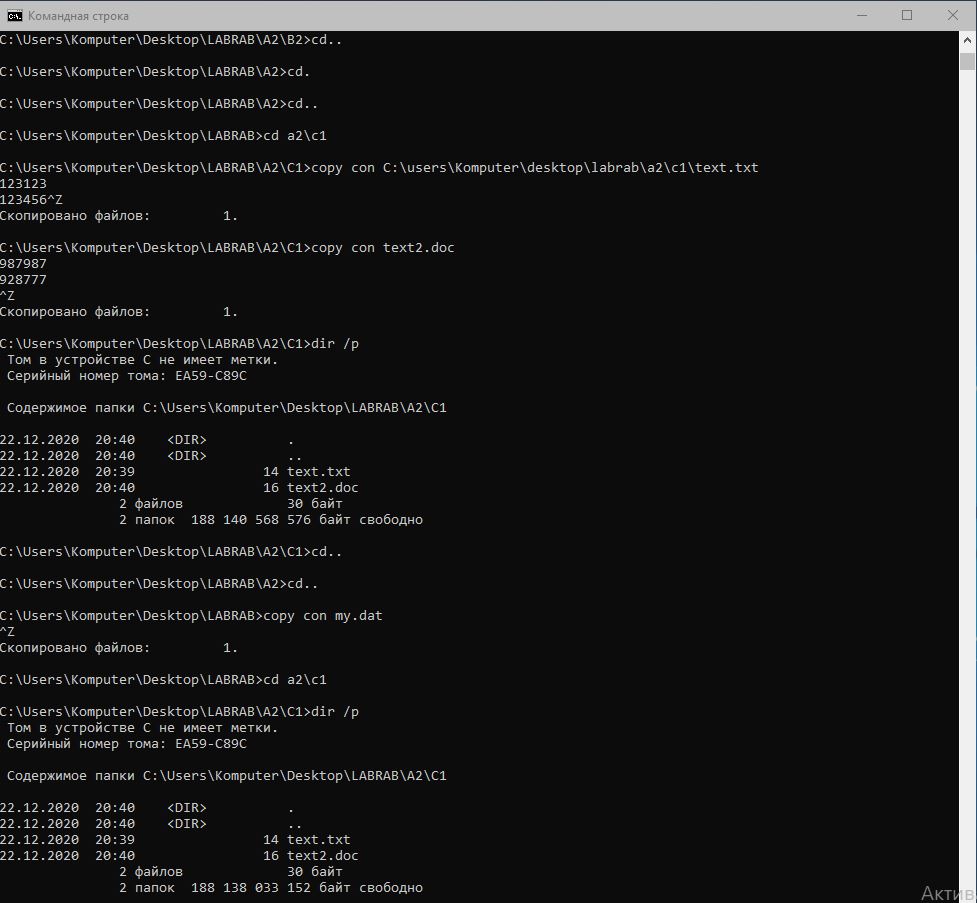 Командная строка
C:\Users\Komputer\Desktop\LABRAB\A2\B2>cd..
C:\Users\Komputer\Desktop\LABRAB\A2>cd.
C:\Users\Komputer\Desktop\LABRAB\A2>cd..
C:\Users\Komputer\Desktop\LABRAB>cd a2\c1
C:\Users\Komputer\Desktop\LABRAB\A2\C1>copy con C:\users\Komputer\desktop\labrab\a2\c1\text.txt
123123
123456^Z
Скопировано файлов:         1.
C:\Users\Komputer\Desktop\LABRAB\A2\C1>copy con text2.doc
987987
928777
^Z
Скопировано файлов:         1.
C:\Users\Komputer\Desktop\LABRAB\A2\C1>dir /p
 Том в устройстве C не имеет метки.
 Серийный номер тома: EA59-C89C
 Содержимое папки C:\Users\Komputer\Desktop\LABRAB\A2\C1
22.12.2020  20:40    <DIR>          .
22.12.2020  20:40    <DIR>          ..
22.12.2020  20:39                14 text.txt
22.12.2020  20:40                16 text2.doc
               2 файлов             30 байт
               2 папок  188 140 568 576 байт свободно
C:\Users\Komputer\Desktop\LABRAB\A2\C1>cd..
C:\Users\Komputer\Desktop\LABRAB\A2>cd..
C:\Users\Komputer\Desktop\LABRAB>copy con my.dat
^Z
Скопировано файлов:         1.
C:\Users\Komputer\Desktop\LABRAB>cd a2\c1
C:\Users\Komputer\Desktop\LABRAB\A2\C1>dir /p
 Том в устройстве C не имеет метки.
 Серийный номер тома: EA59-C89C
 Содержимое папки C:\Users\Komputer\Desktop\LABRAB\A2\C1
22.12.2020  20:40    <DIR>          .
22.12.2020  20:40    <DIR>          ..
22.12.2020  20:39                14 text.txt
22.12.2020  20:40                16 text2.doc
               2 файлов             30 байт
               2 папок  188 138 033 152 байт свободно
Актив